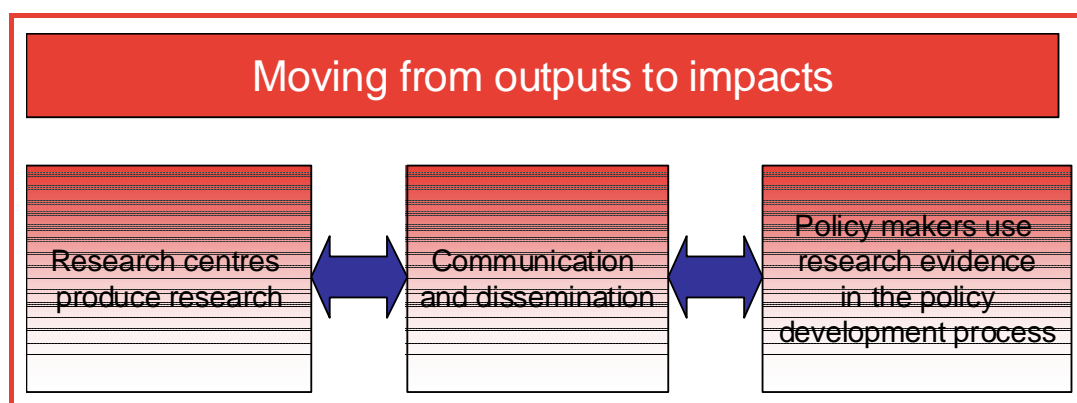 Moving from outputs to impacts
Research centres
produce research
Communication
and dissemination
Policy makers use
research evidence
in the policy
development process